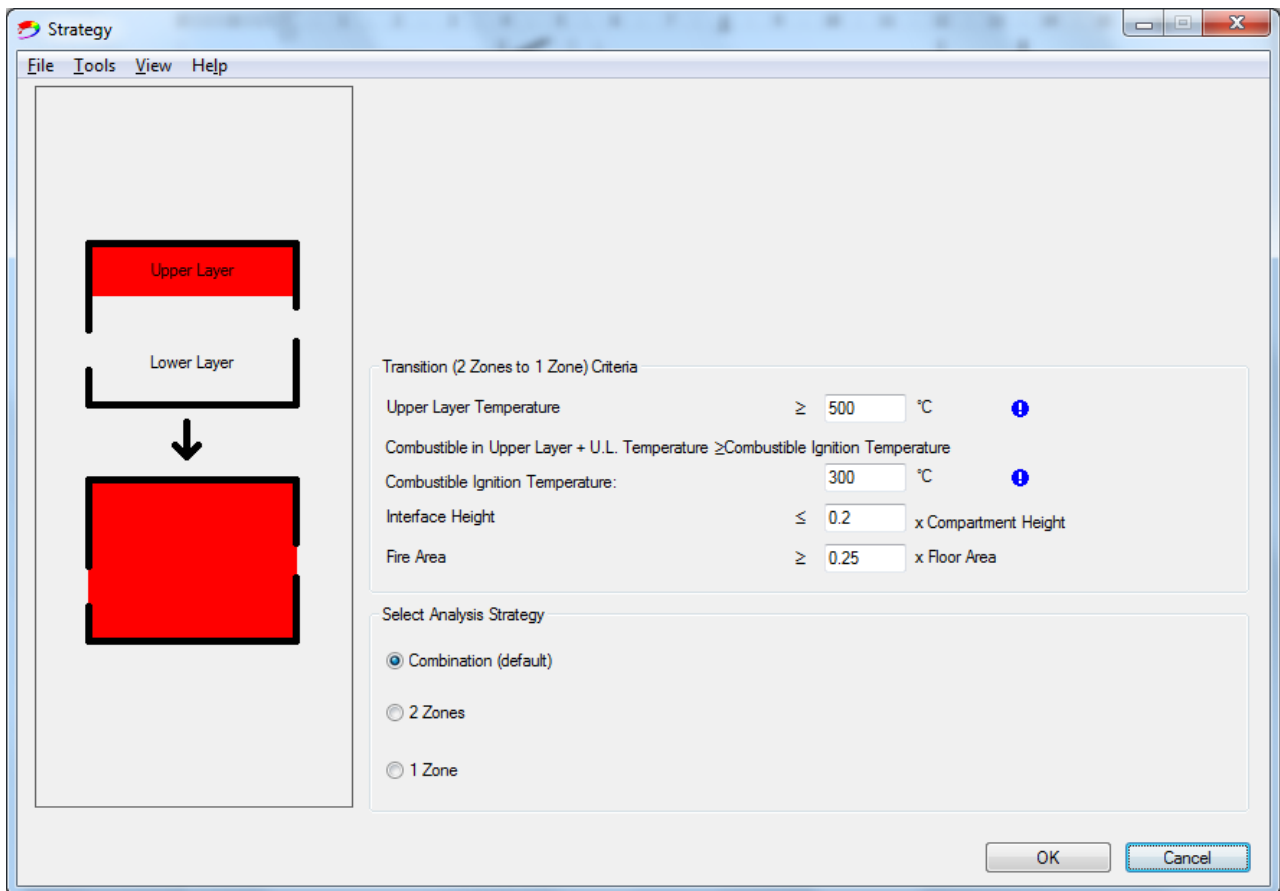 Strategy
File Tools View Help
Upper Layer
Lower Layer
Transition (2 Zones to 1 Zone) Criteria
Upper Layer Temperature ≥ 500 °C
Combustible in Upper Layer + U.L. Temperature ≥Combustible Ignition Temperature
Combustible Ignition Temperature: 300 °C
Interface Height ≤ 0.2 x Compartment Height
Fire Area ≥ 0.25 x Floor Area
Select Analysis Strategy
Combination (default)
2 Zones
1 Zone
OK Cancel